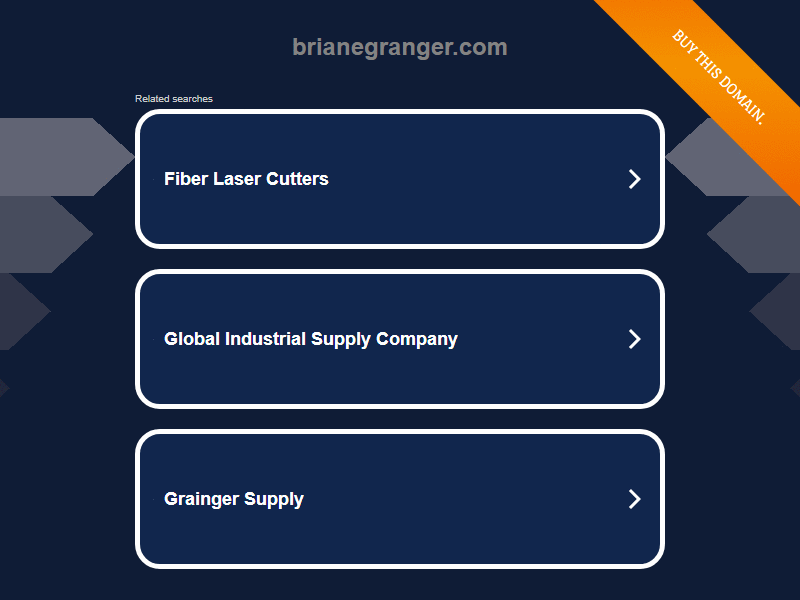 brianegranger.com
BUY THIS DOMAIN.
Related searches
Fiber Laser Cutters
Global Industrial Supply Company
Grainger Supply